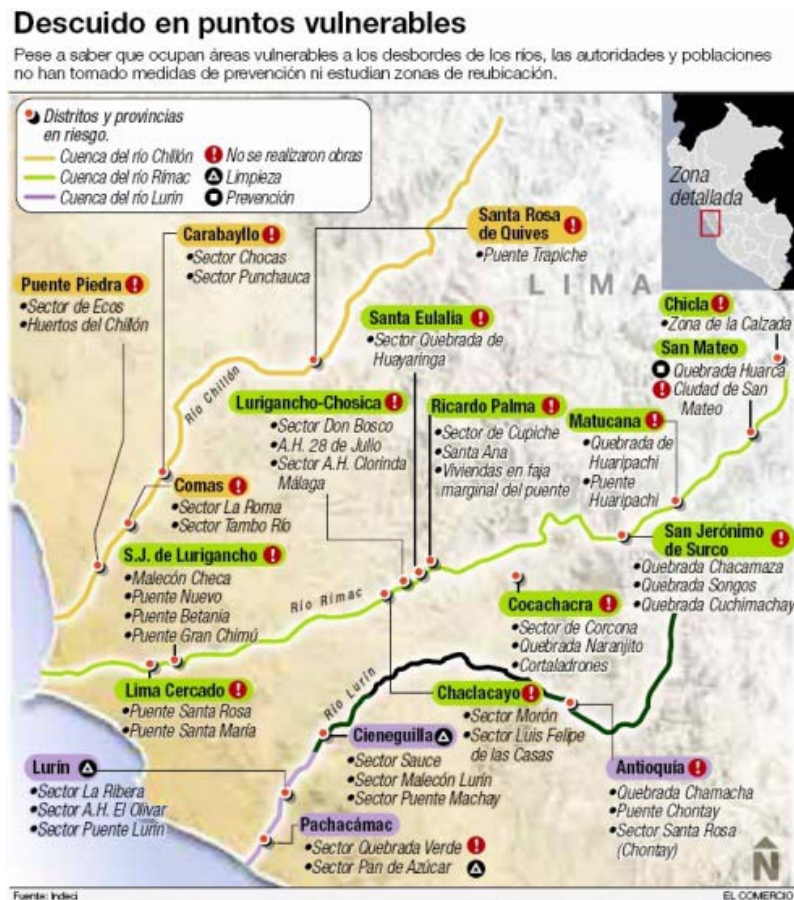 Descuido en puntos vulnerables
Pese a saber que ocupan áreas vulnerables a los desbordes de los ríos, las autoridades y poblaciones
no han tomado medidas de prevención ni estudian zonas de reubicación.
Distritos y provincias
en riesgo.
Cuenca del río Chillón
Cuenca del río Rímac
Cuenca del río Lurín
No se realizaron obras
Limpieza
Prevención
Zona
detallada
LIMA
Santa Rosa
de Quives
•Puente Trapiche
Carabayllo
•Sector Chocas
•Sector Punchauca
Puente Piedra
•Sector de Ecos
•Huertos del Chillón
Río Chillón
Comas
•Sector La Roma
•Sector Tambo Río
Chicla
•Zona de la Calzada
San Mateo
Quebrada Huarca
Ciudad de San
Mateo
Santa Eulalia
•Sector Quebrada de
Huayaringa
Lurigancho-Chosica
•Sector Don Bosco
•A.H. 28 de Julio
•Sector A.H. Clorinda
Málaga
Ricardo Palma
•Sector de Cupiche
•Santa Ana
•Viviendas en faja
marginal del puente
Matucana
•Quebrada de
Huaripachi
•Puente
Huaripachi
San Jerónimo
de Surco
•Quebrada Chacamaza
•Quebrada Songos
•Quebrada Cuchimachay
S.J. de Lurigancho
•Malecón Checa
•Puente Nuevo
•Puente Betania
•Puente Gran Chimú
Río Rímac
Cocachacra
•Sector de Corcona
•Quebrada Naranjito
•Cortaladrones
Lima Cercado
•Puente Santa Rosa
•Puente Santa María
Chaclacayo
•Sector Morón
•Sector Luis Felipe
de las Casas
Río Lurín
Cieneguilla
•Sector Sauce
•Sector Malecón Lurín
•Sector Puente Machay
Lurín
•Sector La Ribera
•Sector A.H. El Olivar
•Sector Puente Lurín
Antioquía
•Quebrada Chamacha
•Puente Chontay
•Sector Santa Rosa
(Chontay)
Pachacámac
•Sector Quebrada Verde
•Sector Pan de Azúcar
N
Fuente: Indeci
EL COMERCIO